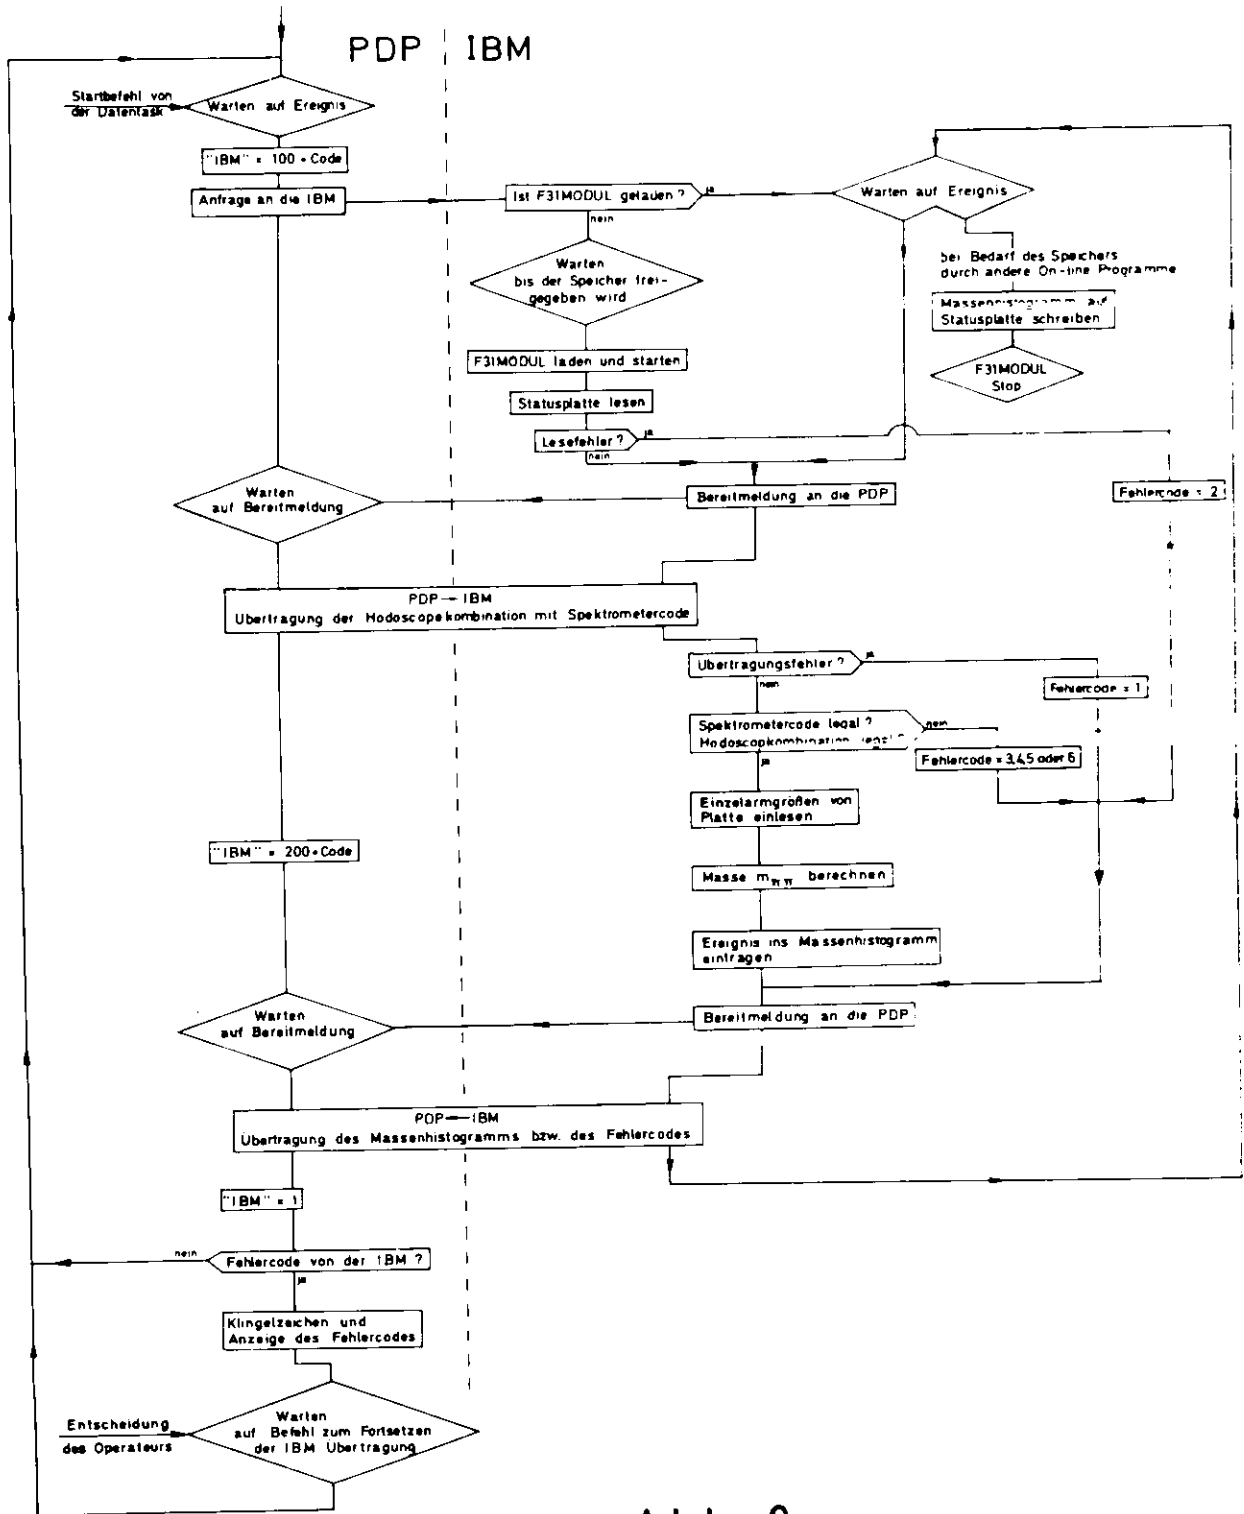 PDP IBM
Startbefehl von
der Datentask
Warten auf Ereignis
"IBM" = 100 + Code
Anfrage an die IBM
Ist F31MODUL geladen ?
ja
nein
Warten auf Ereignis
Warten
bis der Speicher frei-
gegeben wird
bei Bedarf des Speichers
durch andere On-line Programme
Massenhistogramm auf
Statusplatte schreiben
F31MODUL
Stop
F31MODUL laden und starten
Statusplatte lesen
Lesefehler ?
ja
nein
Fehlercode = 2
Warten
auf Bereitmeldung
Bereitmeldung an die PDP
PDP → IBM
Übertragung der Hodoscopekombination mit Spektrometercode
Übertragungsfehler ?
ja
nein
Fehlercode = 1
Spektrometercode legal ?
Hodoscopkombination legal ?
nein
ja
Fehlercode = 3,4,5 oder 6
Einzelarmgrößen von
Platte einlesen
"IBM" = 200 + Code
Masse mππ berechnen
Ereignis ins Massenhistogramm
eintragen
Warten
auf Bereitmeldung
Bereitmeldung an die PDP
PDP ← IBM
Übertragung des Massenhistogramms bzw. des Fehlercodes
"IBM" = 1
nein
Fehlercode von der IBM ?
ja
Klingelzeichen und
Anzeige des Fehlercodes
Entscheidung
des Operateurs
Warten
auf Befehl zum Fortsetzen
der IBM Übertragung